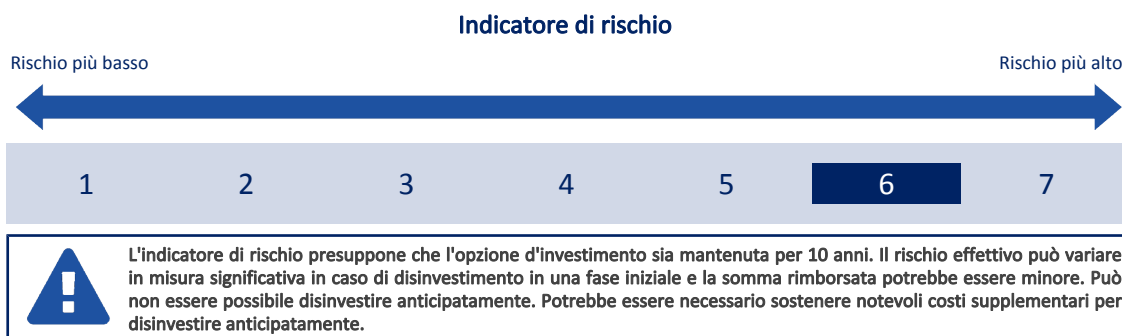 Indicatore di rischio
Rischio più basso
Rischio più alto
1 2 3 4 5 6 7
L'indicatore di rischio presuppone che l'opzione d'investimento sia mantenuta per 10 anni. Il rischio effettivo può variare
in misura significativa in caso di disinvestimento in una fase iniziale e la somma rimborsata potrebbe essere minore. Può
non essere possibile disinvestire anticipatamente. Potrebbe essere necessario sostenere notevoli costi supplementari per
disinvestire anticipatamente.